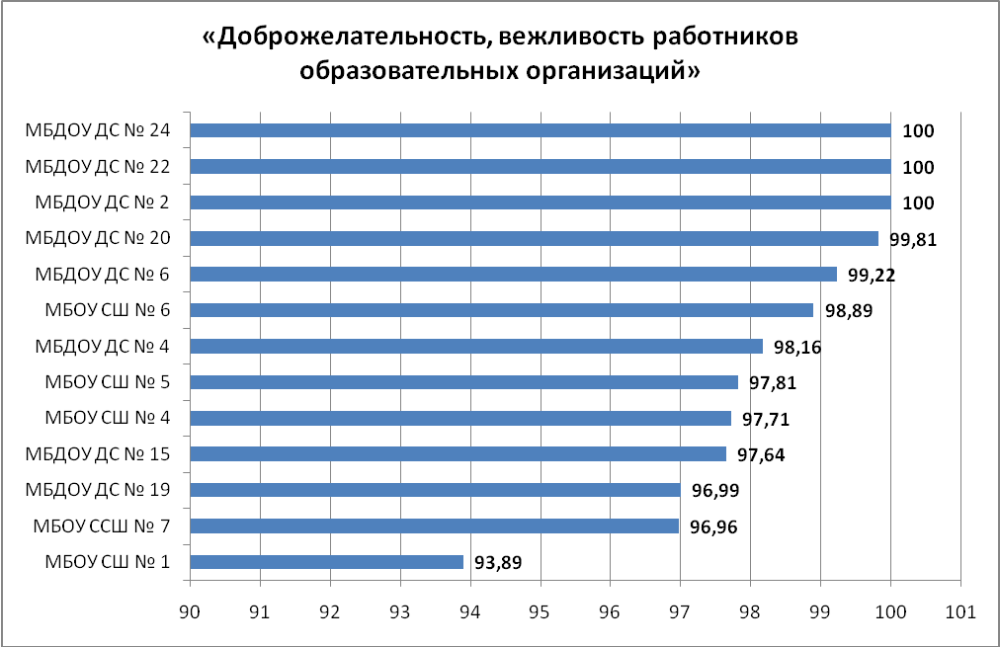 «Доброжелательность, вежливость работников
образовательных организаций»
МБДОУ ДС № 24 100
МБДОУ ДС № 22 100
МБДОУ ДС № 2 100
МБДОУ ДС № 20 99,81
МБДОУ ДС № 6 99,22
МБОУ СШ № 6 98,89
МБДОУ ДС № 4 98,16
МБОУ СШ № 5 97,81
МБОУ СШ № 4 97,71
МБДОУ ДС № 15 97,64
МБДОУ ДС № 19 96,99
МБОУ ССШ № 7 96,96
МБОУ СШ № 1 93,89
90 91 92 93 94 95 96 97 98 99 100 101